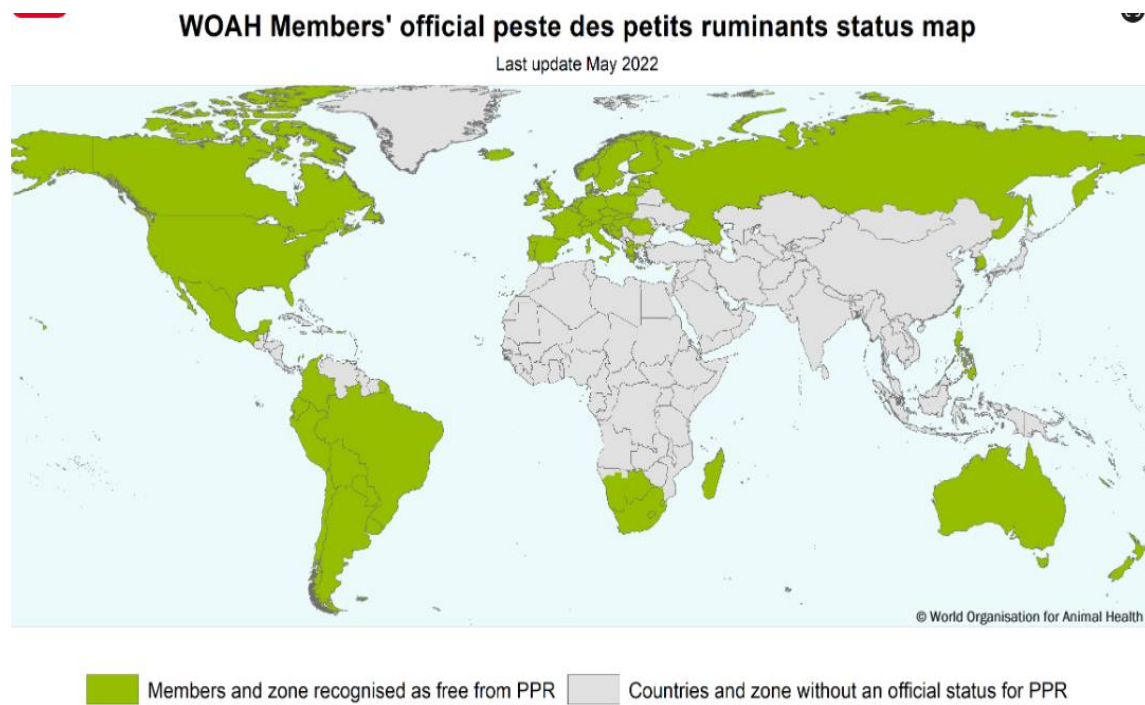 WOAH Members' official peste des petits ruminants status map
Last update May 2022
© World Organisation for Animal Health
Members and zone recognised as free from PPR
Countries and zone without an official status for PPR